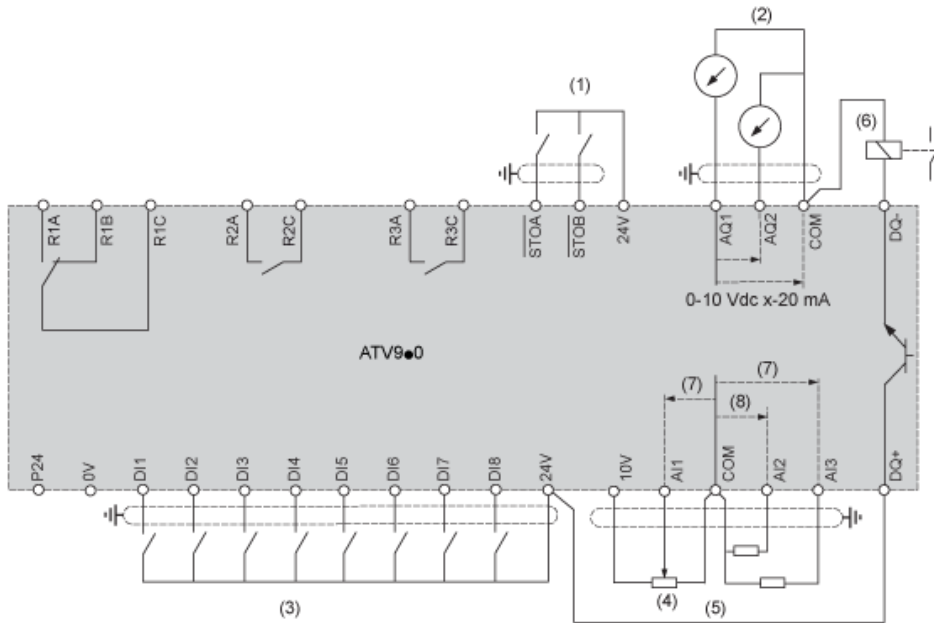 (1)
(2)
(6)
R1A
R1B
R1C
R2A
R2C
R3A
R3C
STOA
STOB
24V
AQ1
AQ2
COM
DQ-
0-10 Vdc x-20 mA
ATV9●0
(7)
(7)
(8)
P24
0V
DI1
DI2
DI3
DI4
DI5
DI6
DI7
DI8
24V
10V
AI1
COM
AI2
AI3
DQ+
(3)
(4)
(5)